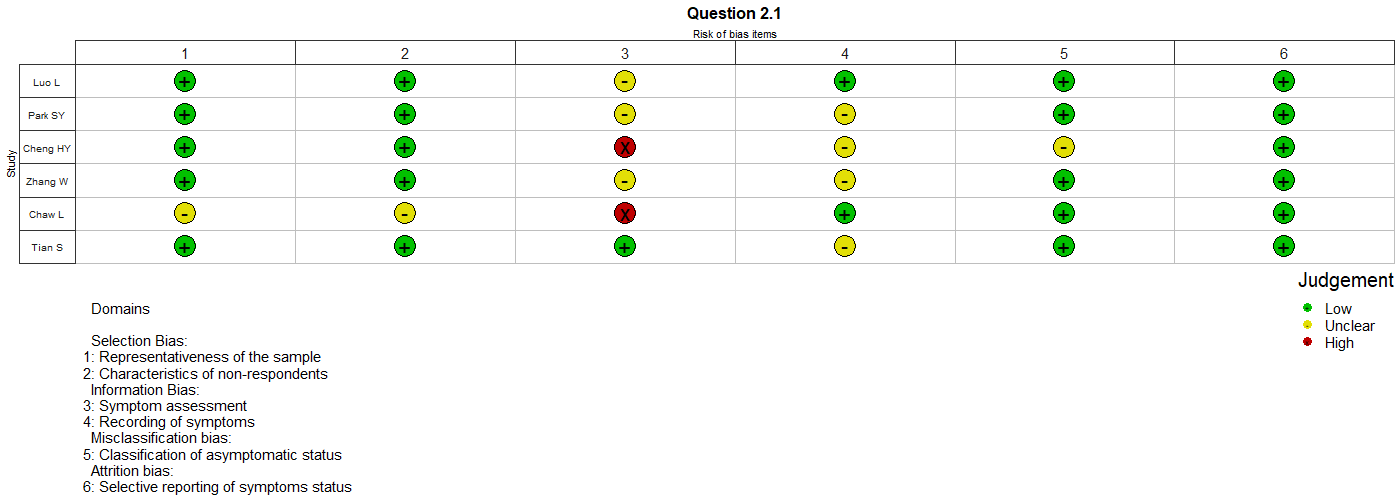 Question 2.1
Risk of bias items
1 2 3 4 5 6
Study
Luo L + + - + + +
Park SY + + - - + +
Cheng HY + + X - - +
Zhang W + + - - + +
Chaw L - - X + + +
Tian S + + + - + +
Judgement
Low
Unclear
High
Domains
Selection Bias:
1: Representativeness of the sample
2: Characteristics of non-respondents
Information Bias:
3: Symptom assessment
4: Recording of symptoms
Misclassification bias:
5: Classification of asymptomatic status
Attrition bias:
6: Selective reporting of symptoms status